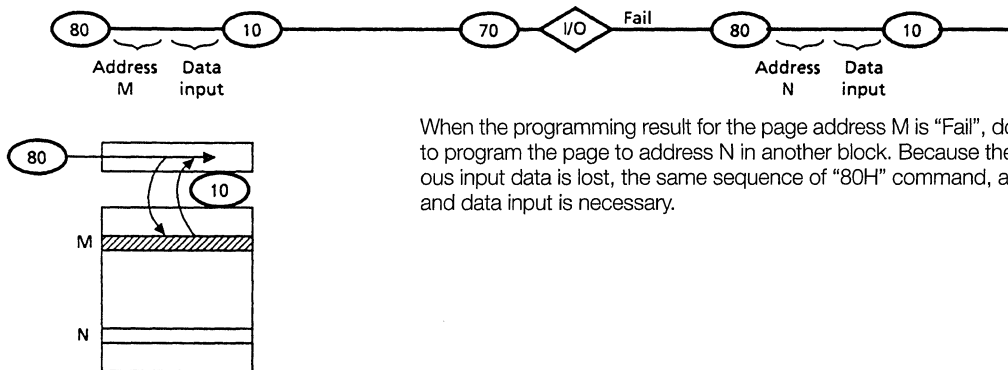 80 10 70 I/O Fail 80 10
Address Data Address Data
M input N input
When the programming result for the page address M is “Fail”, do
to program the page to address N in another block. Because the
ous input data is lost, the same sequence of “80H” command, a
and data input is necessary.
80
10
M
N